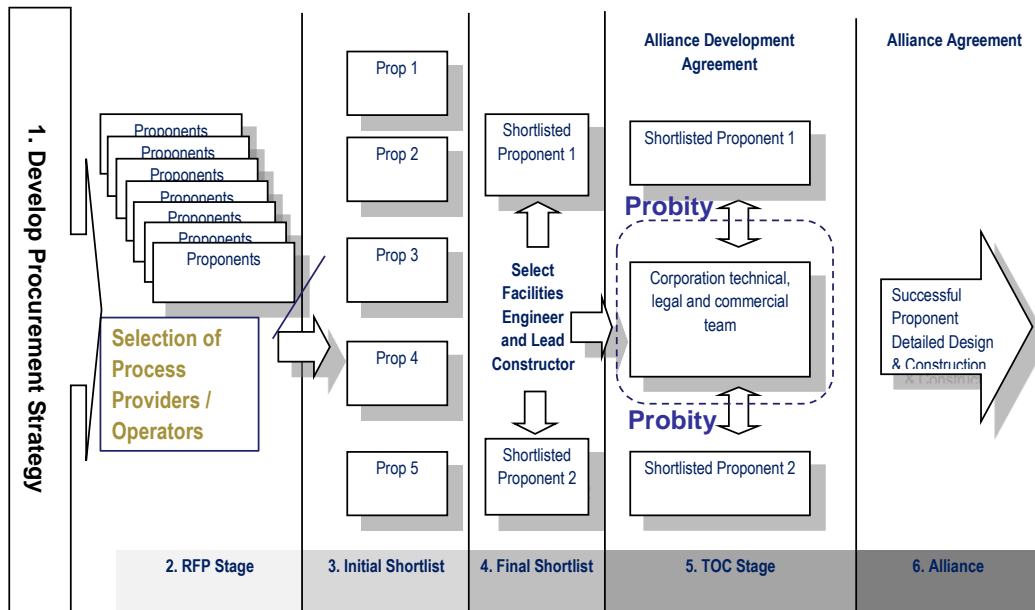 1. Develop Procurement Strategy
Proponents
Proponents
Proponents
Proponents
Proponents
Proponents
Proponents
Selection of
Process
Providers /
Operators
2. RFP Stage
Prop 1
Prop 2
Prop 3
Prop 4
Prop 5
3. Initial Shortlist
Shortlisted
Proponent 1
Select
Facilities
Engineer
and Lead
Constructor
Shortlisted
Proponent 2
4. Final Shortlist
Alliance Development
Agreement
Shortlisted Proponent 1
Probity
Corporation technical,
legal and commercial
team
Probity
Shortlisted Proponent 2
5. TOC Stage
Alliance Agreement
Successful
Proponent
Detailed Design
& Construction
6. Alliance